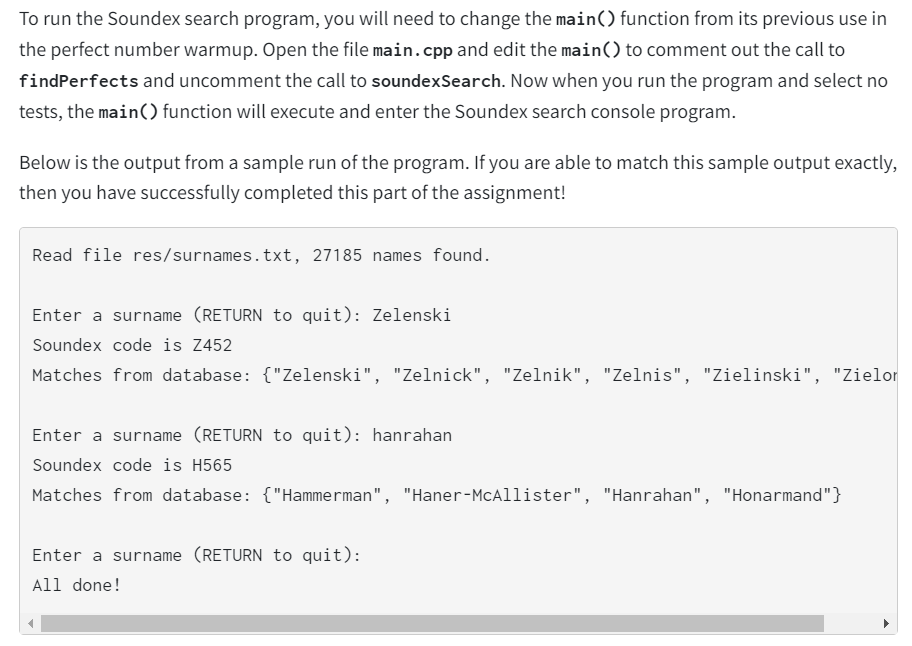 To run the Soundex search program, you will need to change the main() function from its previous use in
the perfect number warmup. Open the file main.cpp and edit the main() to comment out the call to
findPerfects and uncomment the call to soundexSearch. Now when you run the program and select no
tests, the main() function will execute and enter the Soundex search console program.
Below is the output from a sample run of the program. If you are able to match this sample output exactly,
then you have successfully completed this part of the assignment!
Read file res/surnames.txt, 27185 names found.
Enter a surname (RETURN to quit): Zelenski
Soundex code is Z452
Matches from database: {"Zelenski", "Zelnick", "Zelnik", "Zelnis", "Zielinski",
Enter a surname (RETURN to quit): hanrahan
Soundex code is H565
Matches from database: {"Hammerman", "Haner-McAllister", "Hanrahan", "Honarmand"}
Enter a surname (RETURN to quit):
All done!